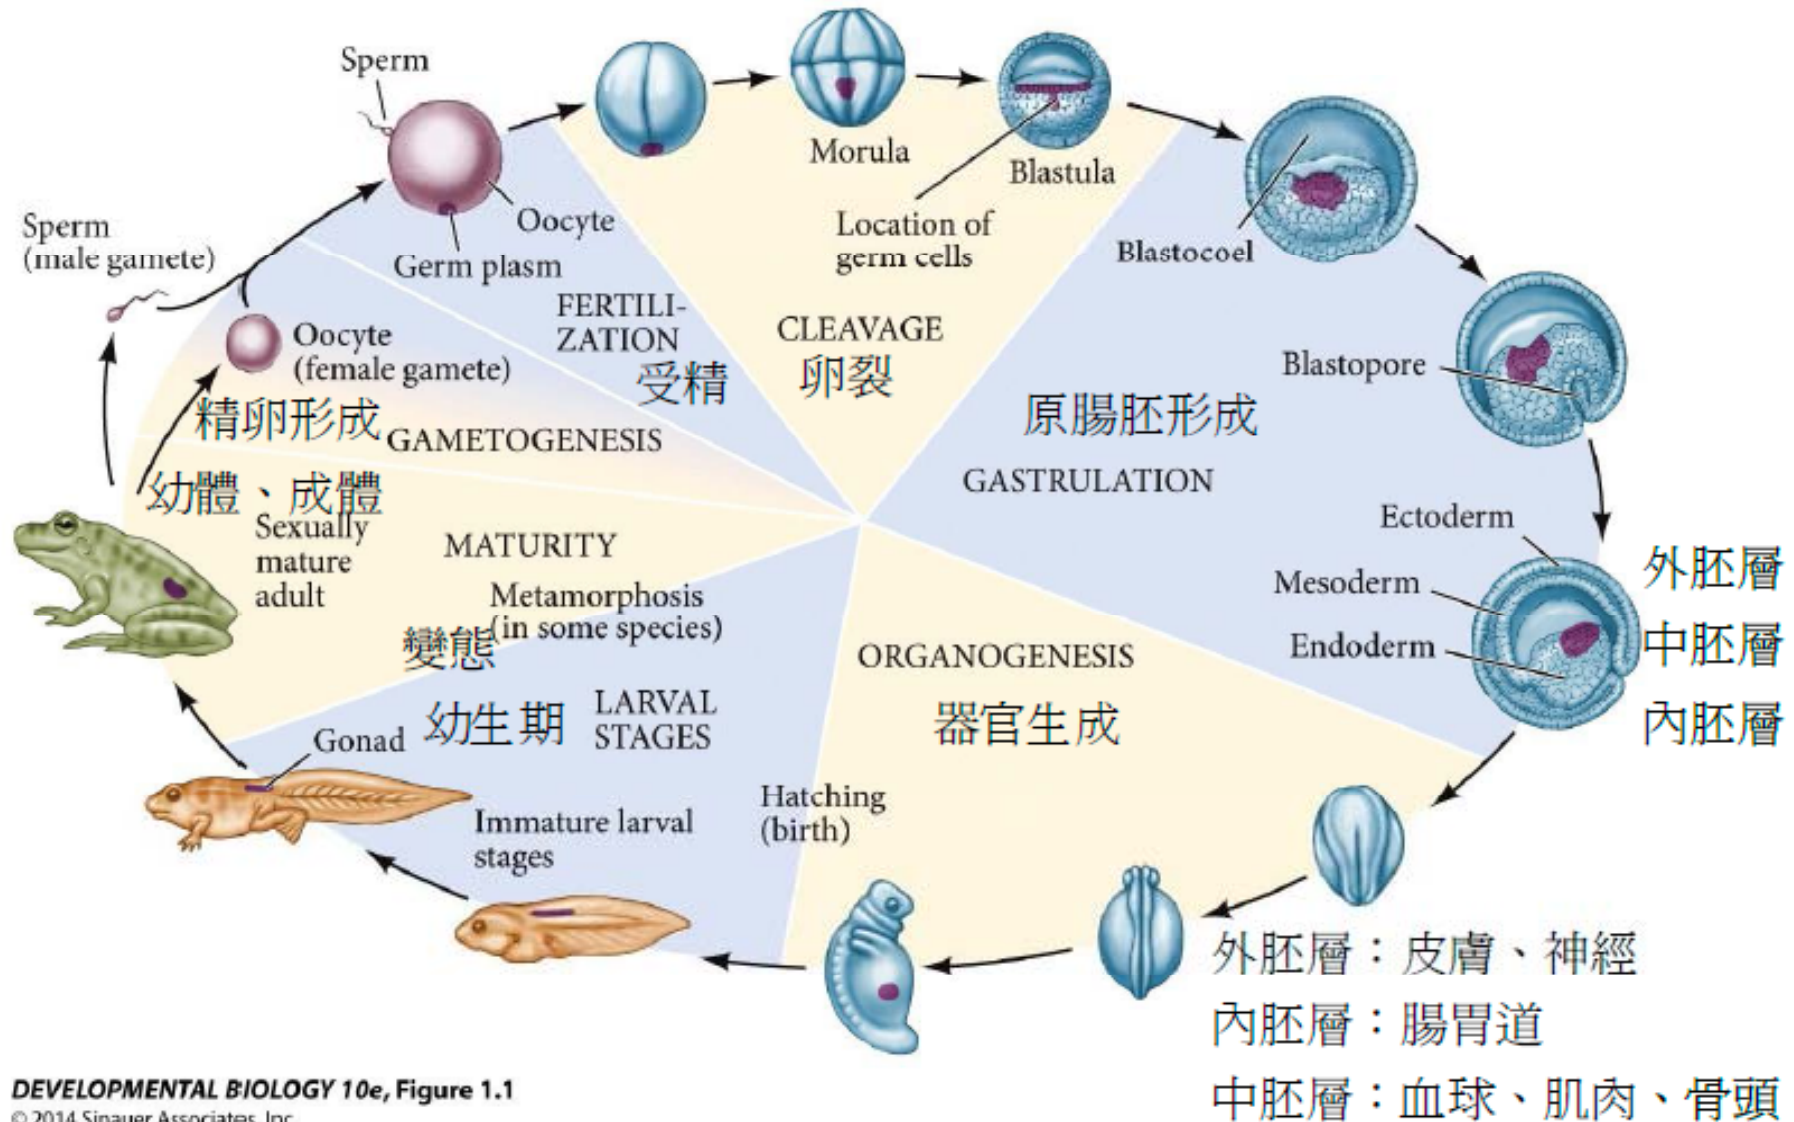 Sperm
Morula
Blastula
Sperm
(male gamete)
Oocyte
Germ plasm
Location of
germ cells
Blastocoel
FERTILI-
ZATION
受精
CLEAVAGE
卵裂
Oocyte
(female gamete)
精卵形成
GAMETOGENESIS
Blastopore
原腸胚形成
GASTRULATION
幼體、成體
Sexually
mature
adult
MATURITY
Metamorphosis
(in some species)
變態
Ectoderm
Mesoderm
Endoderm
外胚層
中胚層
內胚層
ORGANOGENESIS
器官生成
LARVAL
STAGES
幼生期
Gonad
Immature larval
stages
Hatching
(birth)
外胚層：皮膚、神經
內胚層：腸胃道
中胚層：血球、肌肉、骨頭
DEVELOPMENTAL BIOLOGY 10e, Figure 1.1
© 2014 Sinauer Associates, Inc.